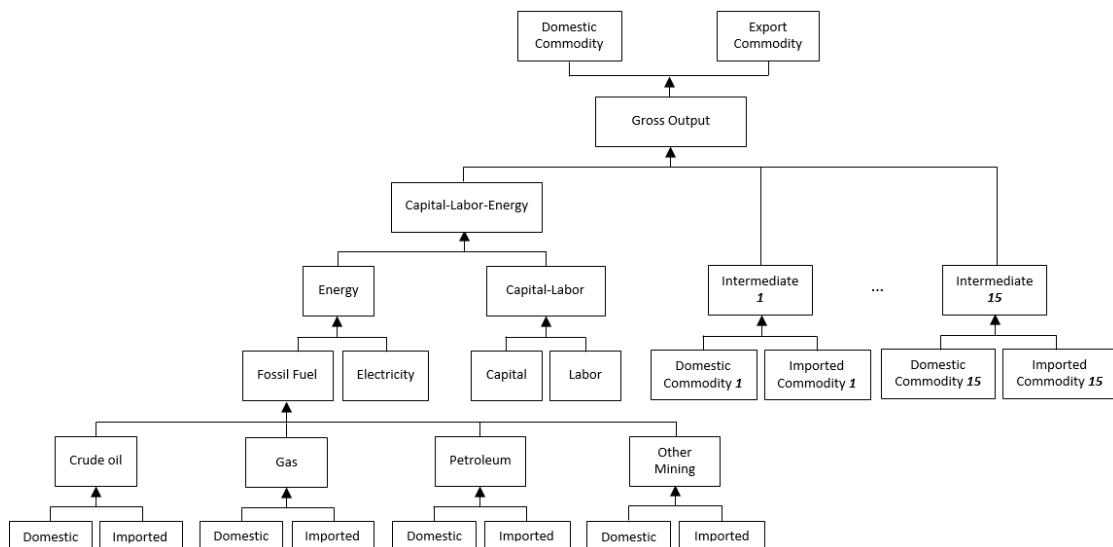 Domestic
Commodity
Export
Commodity
Gross Output
Capital-Labor-Energy
Energy
Capital-Labor
Intermediate
1
...
Intermediate
15
Fossil Fuel
Electricity
Capital
Labor
Domestic
Commodity 1
Imported
Commodity 1
Domestic
Commodity 15
Imported
Commodity 15
Crude oil
Gas
Petroleum
Other
Mining
Domestic
Imported
Domestic
Imported
Domestic
Imported
Domestic
Imported